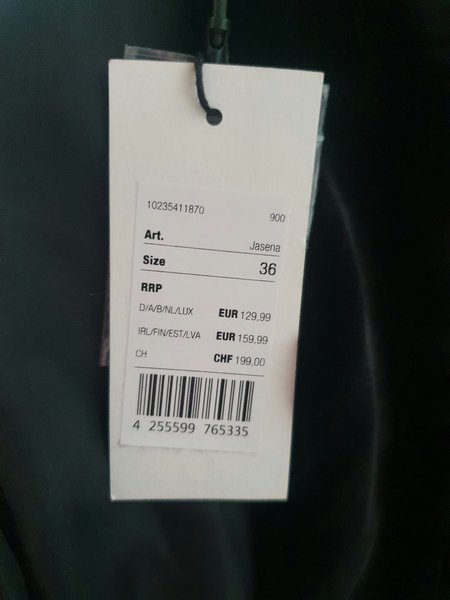 10235411870 900
Art. Jasena
Size 36
RRP
D/A/B/NL/LUX EUR 129,99
IRL/FIN/EST/LVA EUR 159,99
CH CHF 199,00
4 255599 765335